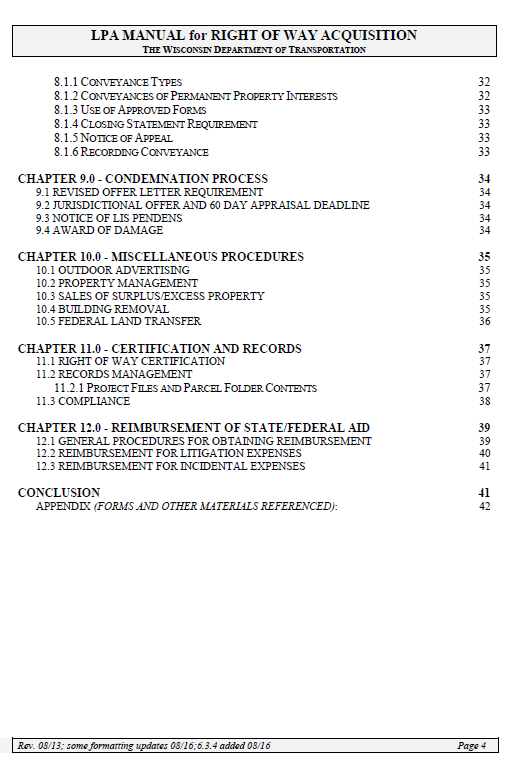 LPA MANUAL for RIGHT OF WAY ACQUISITION
THE WISCONSIN DEPARTMENT OF TRANSPORTATION
8.1.1 CONVEYANCE TYPES 32
8.1.2 CONVEYANCES OF PERMANENT PROPERTY INTERESTS 32
8.1.3 USE OF APPROVED FORMS 33
8.1.4 CLOSING STATEMENT REQUIREMENT 33
8.1.5 NOTICE OF APPEAL 33
8.1.6 RECORDING CONVEYANCE 33
CHAPTER 9.0 - CONDEMNATION PROCESS 34
9.1 REVISED OFFER LETTER REQUIREMENT 34
9.2 JURISDICTIONAL OFFER AND 60 DAY APPRAISAL DEADLINE 34
9.3 NOTICE OF LIS PENDENS 34
9.4 AWARD OF DAMAGE 34
CHAPTER 10.0 - MISCELLANEOUS PROCEDURES 35
10.1 OUTDOOR ADVERTISING 35
10.2 PROPERTY MANAGEMENT 35
10.3 SALES OF SURPLUS/EXCESS PROPERTY 35
10.4 BUILDING REMOVAL 35
10.5 FEDERAL LAND TRANSFER 36
CHAPTER 11.0 - CERTIFICATION AND RECORDS 37
11.1 RIGHT OF WAY CERTIFICATION 37
11.2 RECORDS MANAGEMENT 37
11.2.1 PROJECT FILES AND PARCEL FOLDER CONTENTS 37
11.3 COMPLIANCE 38
CHAPTER 12.0 - REIMBURSEMENT OF STATE/FEDERAL AID 39
12.1 GENERAL PROCEDURES FOR OBTAINING REIMBURSEMENT 39
12.2 REIMBURSEMENT FOR LITIGATION EXPENSES 40
12.3 REIMBURSEMENT FOR INCIDENTAL EXPENSES 41
CONCLUSION 41
APPENDIX (FORMS AND OTHER MATERIALS REFERENCED): 42
Rev. 08/13; some formatting updates 08/16;6.3.4 added 08/16 Page 4